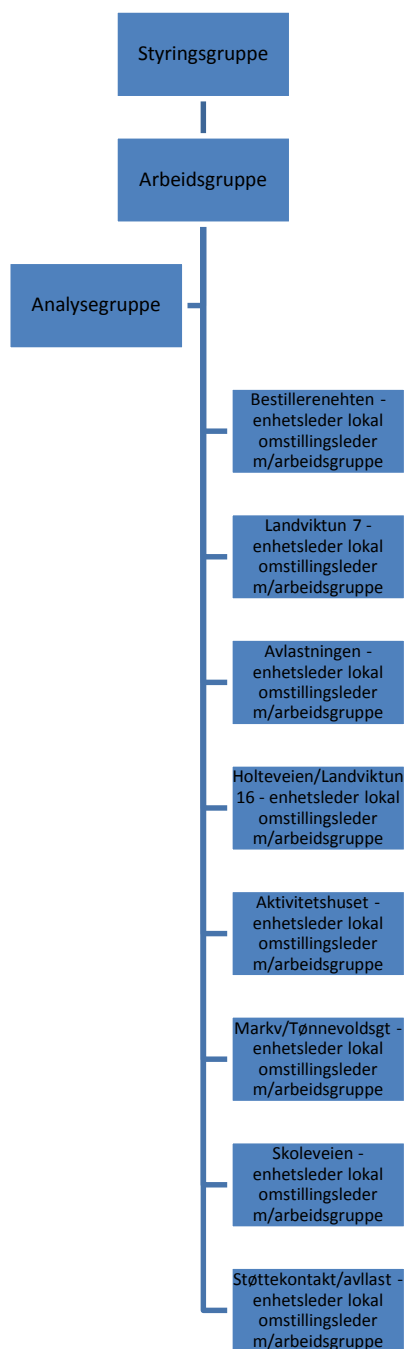 Styringsgruppe
Arbeidsgruppe
Analysegruppe
Bestillerenehten -
enhetsleder lokal
omstillingsleder
m/arbeidsgruppe
Landviktun 7 -
enhetsleder lokal
omstillingsleder
m/arbeidsgruppe
Avlastningen -
enhetsleder lokal
omstillingsleder
m/arbeidsgruppe
Holteveien/Landviktun
16 - enhetsleder lokal
omstillingsleder
m/arbeidsgruppe
Aktivitetshuset -
enhetsleder lokal
omstillingsleder
m/arbeidsgruppe
Markv/Tønnevoldsgt -
enhetsleder lokal
omstillingsleder
m/arbeidsgruppe
Skoleveien -
enhetsleder lokal
omstillingsleder
m/arbeidsgruppe
Støttekontakt/avllast -
enhetsleder lokal
omstillingsleder
m/arbeidsgruppe